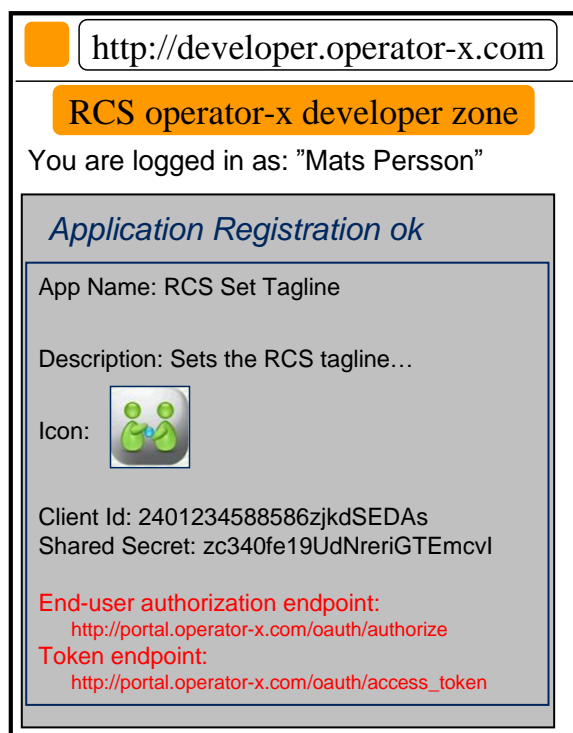 http://developer.operator-x.com
RCS operator-x developer zone
You are logged in as: ”Mats Persson”
Application Registration ok
App Name: RCS Set Tagline
Description: Sets the RCS tagline…
Icon:
Client Id: 2401234588586zjkdSEDAs
Shared Secret: zc340fe19UdNreriGTEmcvI
End-user authorization endpoint:
http://portal.operator-x.com/oauth/authorize
Token endpoint:
http://portal.operator-x.com/oauth/access_token